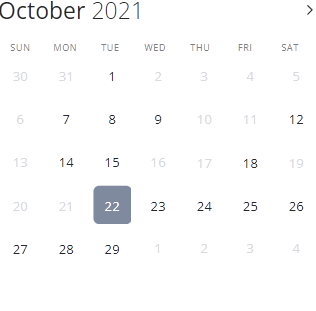 October 2021
SUN MON TUE WED THU FRI SAT
30 31 1 2 3 4 5
6 7 8 9 10 11 12
13 14 15 16 17 18 19
20 21 22 23 24 25 26
27 28 29 1 2 3 4